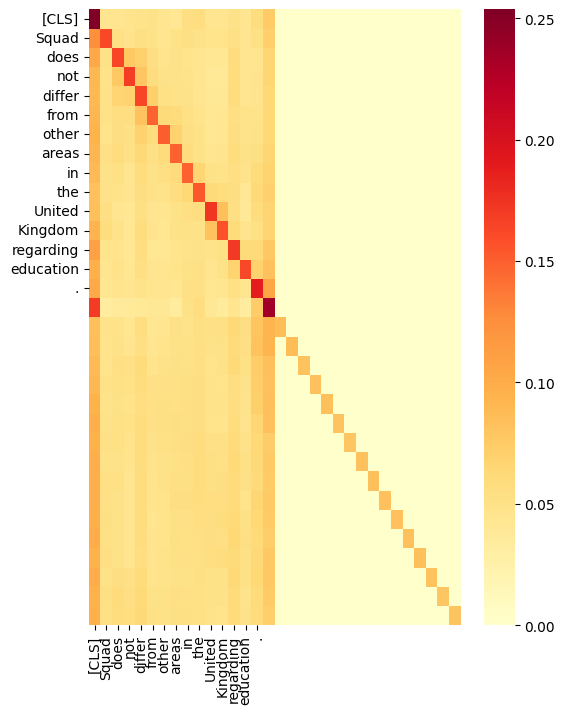 [CLS]
Squad
does
not
differ
from
other
areas
in
the
United
Kingdom
regarding
education
.
[CLS]
Squad
does
not
differ
from
other
areas
in
the
United
Kingdom
regarding
education
.
0.25
0.20
0.15
0.10
0.05
0.00